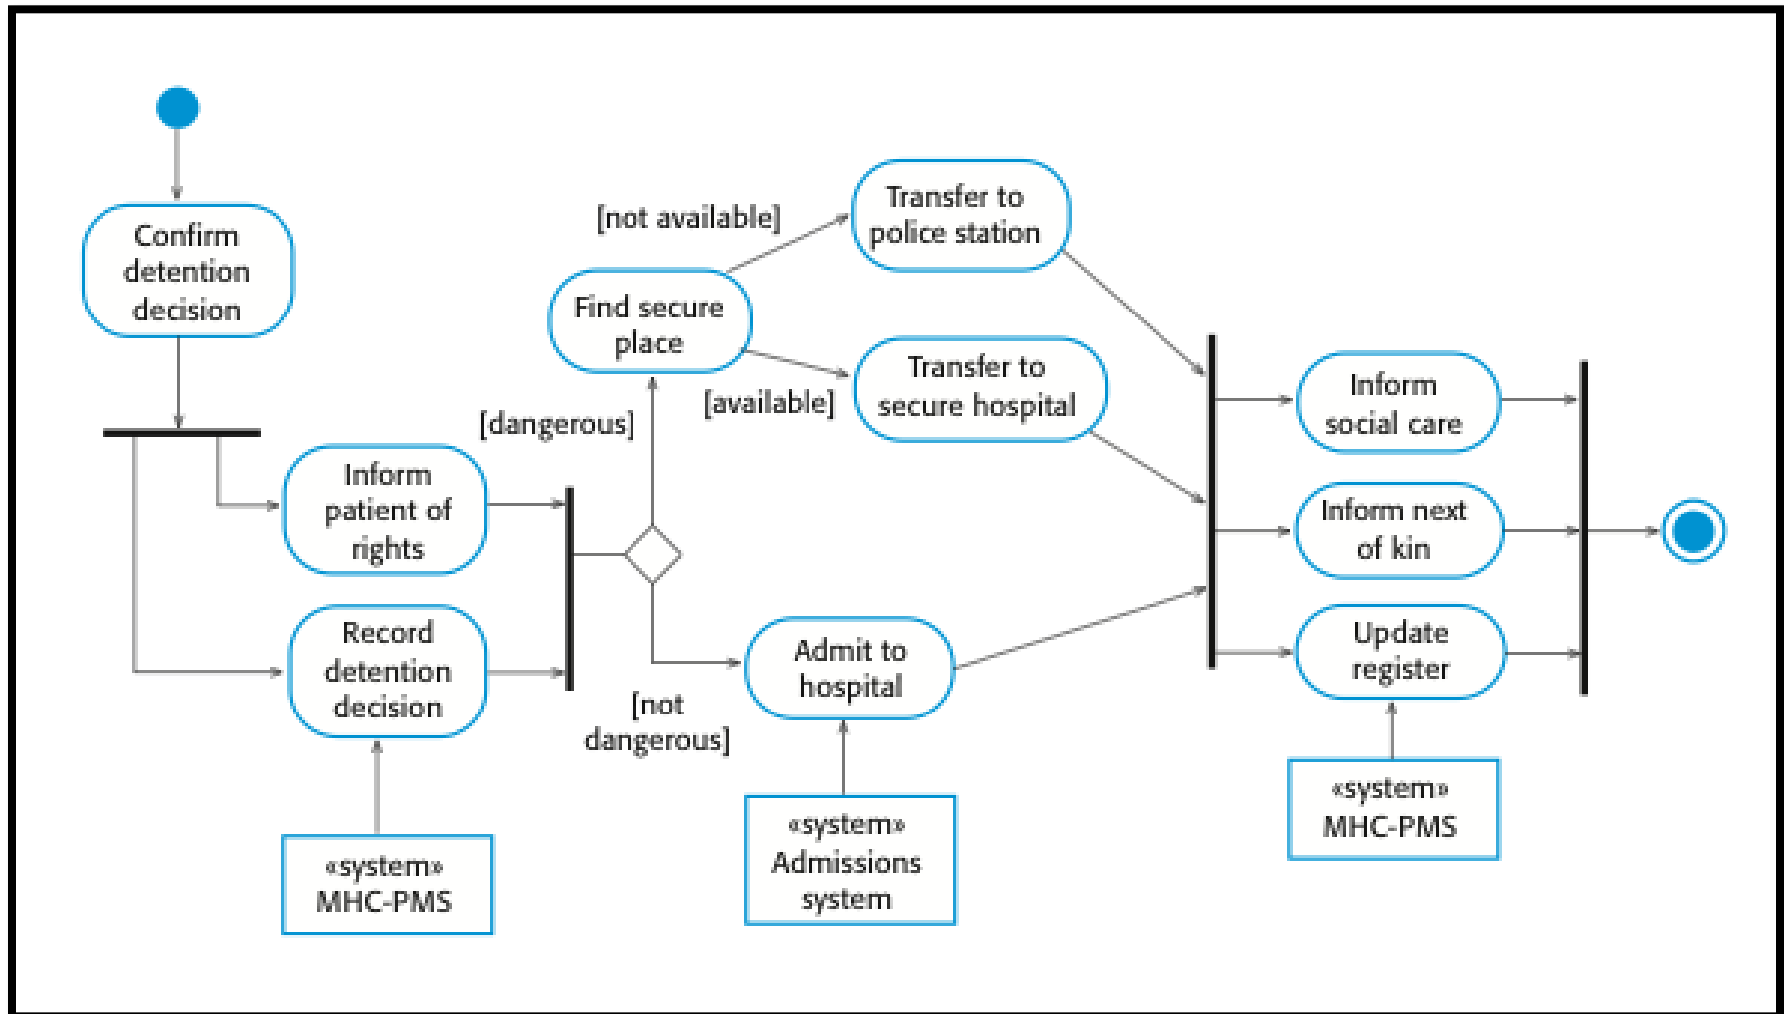 Confirm
detention
decision
Inform
patient of
rights
Record
detention
decision
«system»
MHC-PMS
[dangerous]
[not
dangerous]
Find secure
place
[not available]
[available]
Transfer to
police station
Transfer to
secure hospital
Admit to
hospital
«system»
Admissions
system
Inform
social care
Inform next
of kin
Update
register
«system»
MHC-PMS